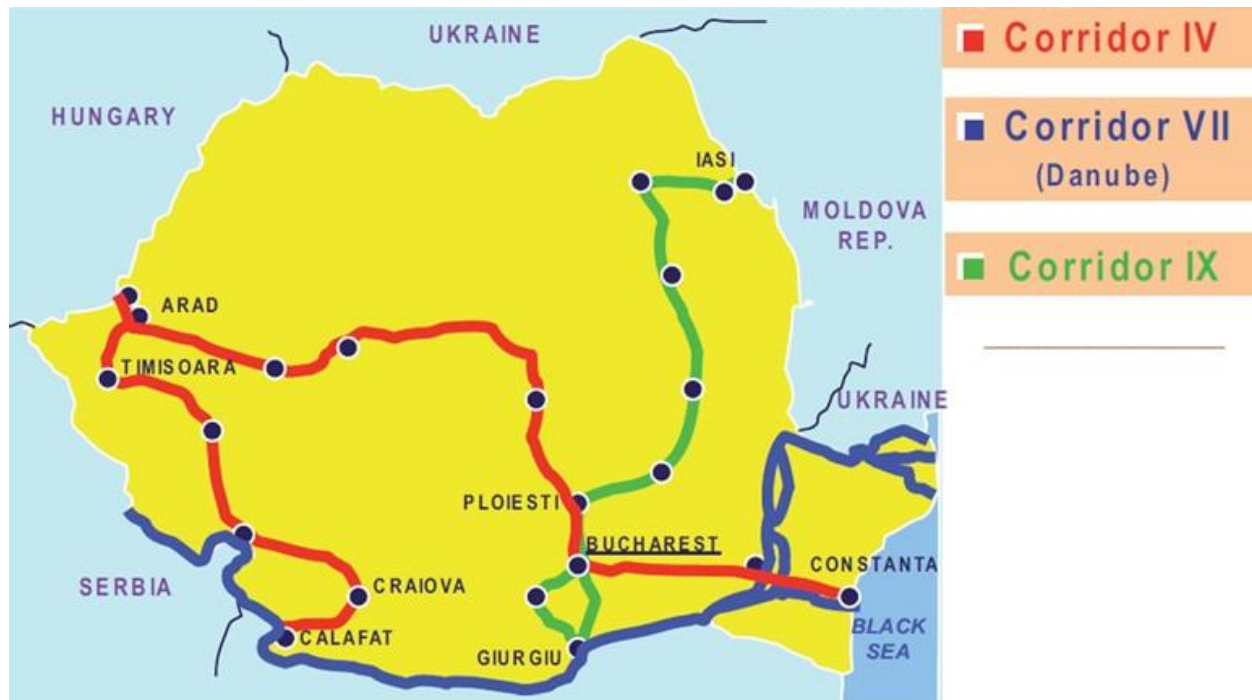 UKRAINE
HUNGARY
IASI
MOLDOVA
REP.
ARAD
TIMISOARA
UKRAINE
PLOIESTI
BUCHAREST
CONSTANTA
SERBIA
CRAIOVA
CALAFAT
GIURGIU
BLACK
SEA
Corridor IV
Corridor VII
(Danube)
Corridor IX